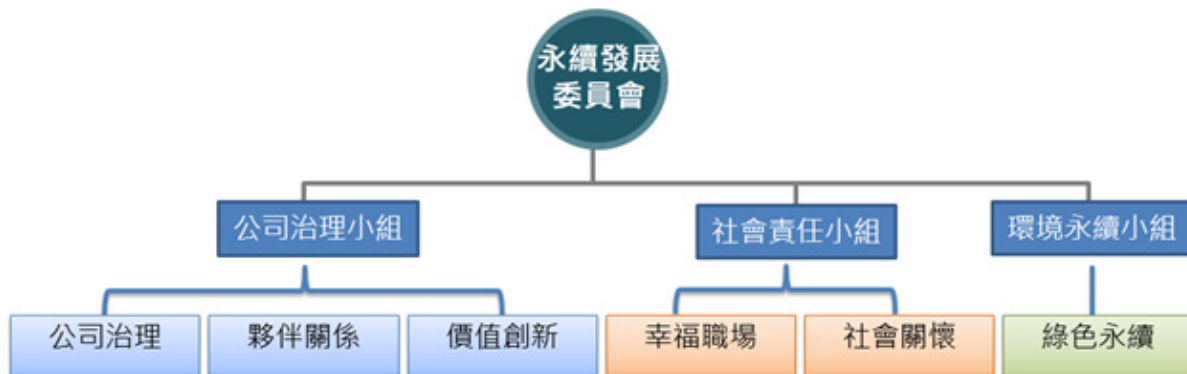 永續發展
委員會
公司治理小組
社會責任小組
環境永續小組
公司治理
夥伴關係
價值創新
幸福職場
社會關懷
綠色永續